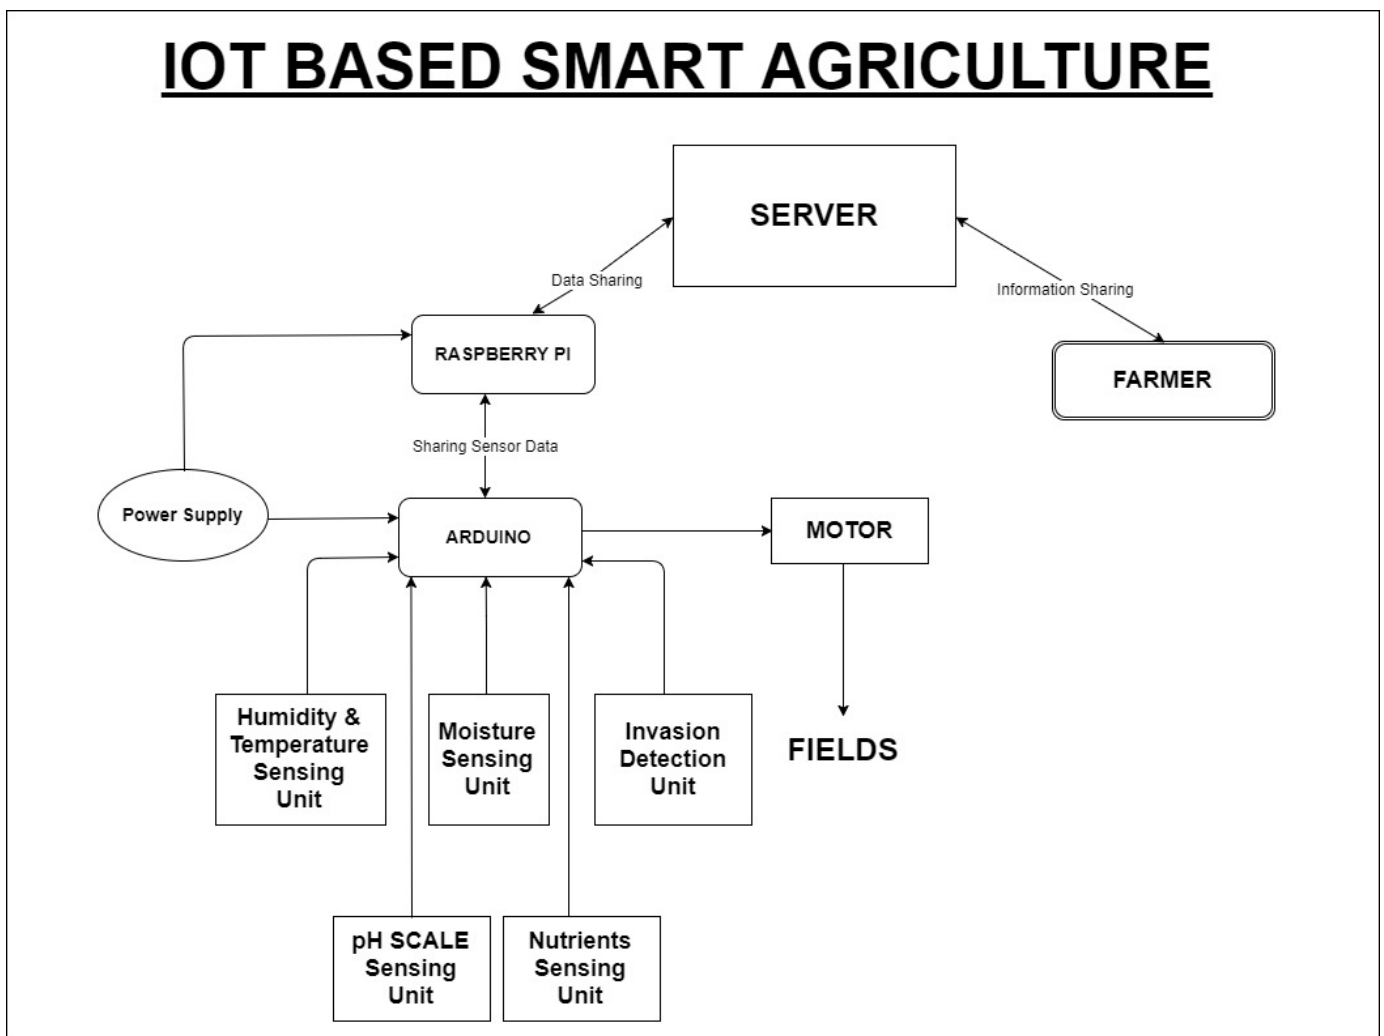 IOT BASED SMART AGRICULTURE
SERVER
Data Sharing
Information Sharing
RASPBERRY PI
FARMER
Sharing Sensor Data
Power Supply
ARDUINO
MOTOR
Humidity &
Temperature
Sensing
Unit
Moisture
Sensing
Unit
Invasion
Detection
Unit
FIELDS
pH SCALE
Sensing
Unit
Nutrients
Sensing
Unit